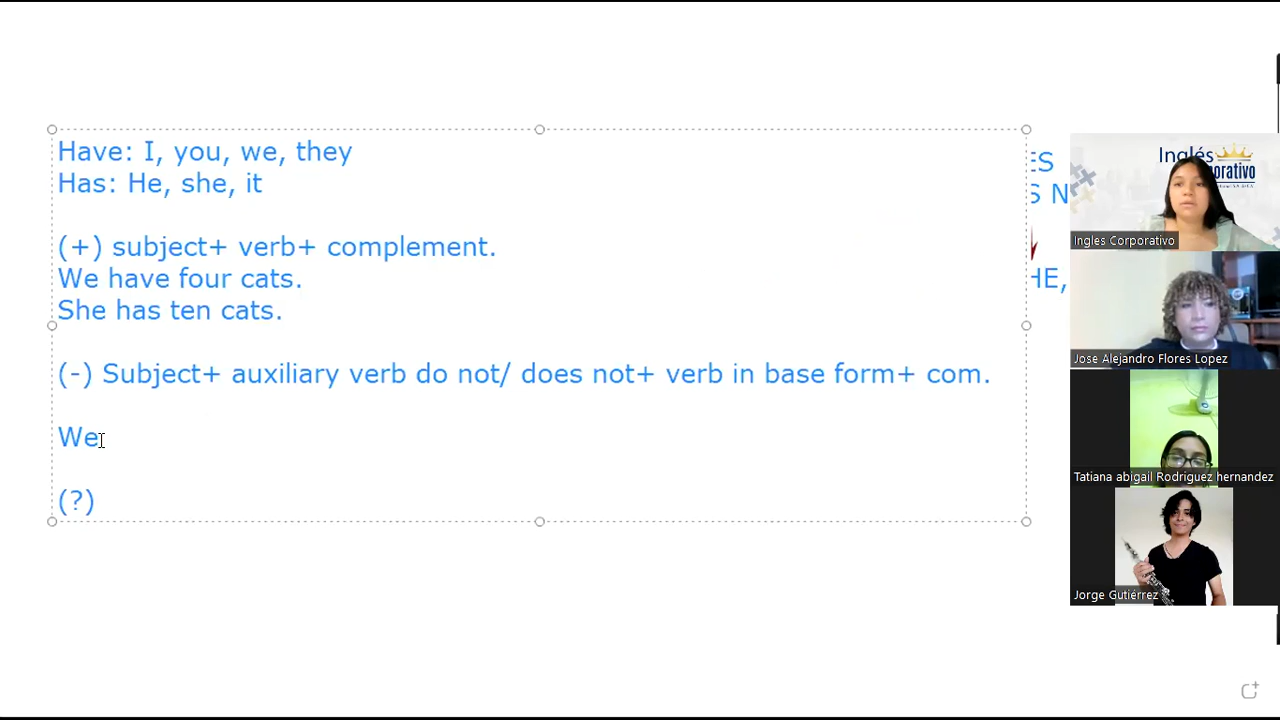 Have: I, you, we, they
Has: He, she, it
(+) subject+ verb+ complement.
We have four cats.
She has ten cats.
(-) Subject+ auxiliary verb do not/ does not+ verb in base form+ com.
We
(?)
ES
S N
HE,
Inglés
Corporativo
Ingles Corporativo
Jose Alejandro Flores Lopez
Tatiana abigail Rodriguez hernandez
Jorge Gutiérrez